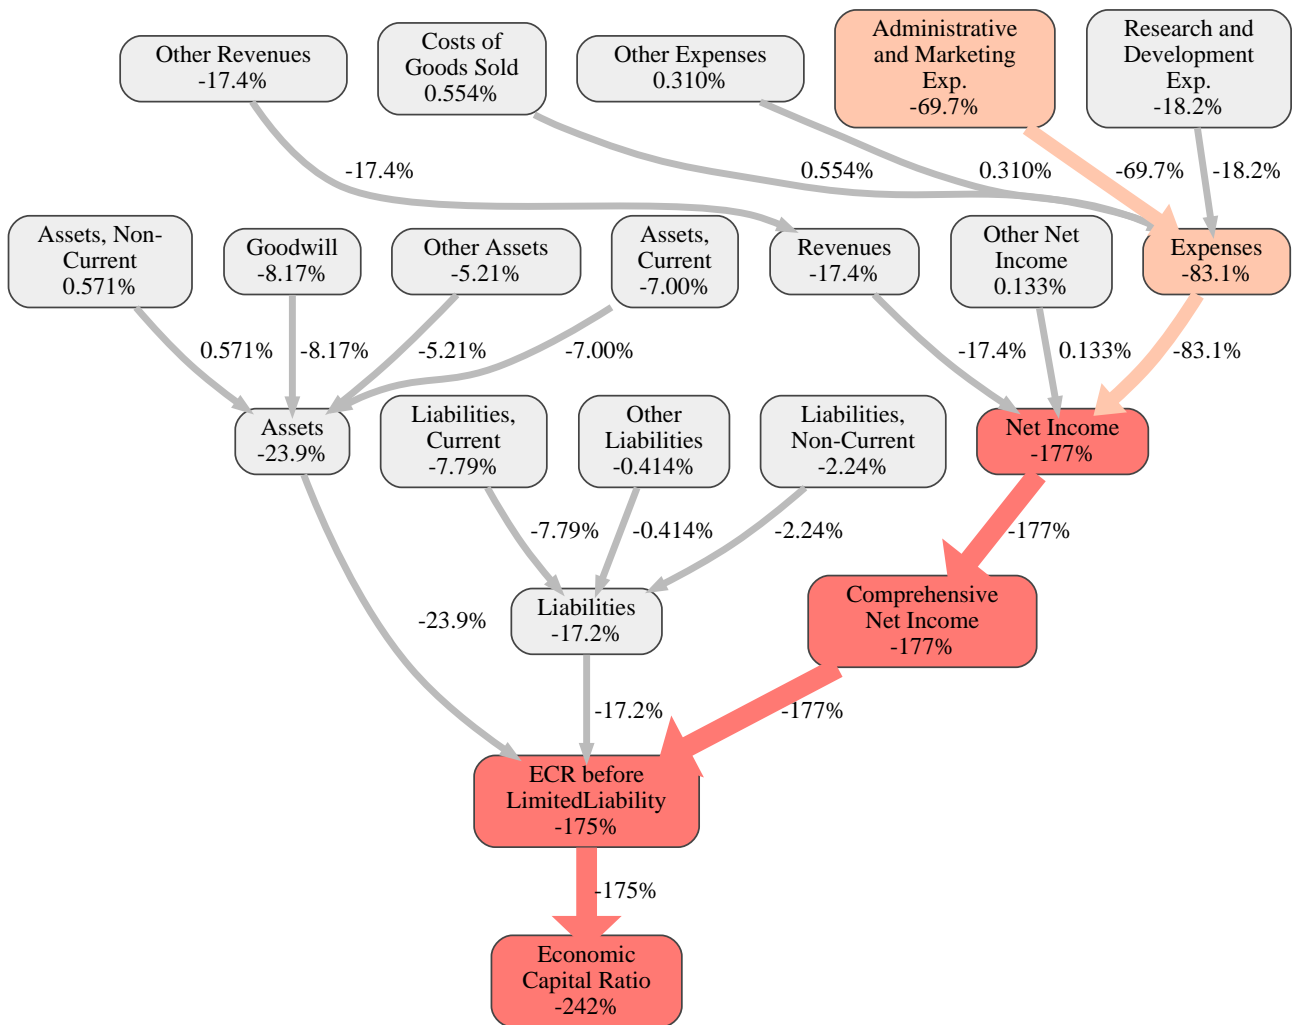 Other Revenues
-17.4%
Costs of
Goods Sold
0.554%
Other Expenses
0.310%
Administrative
and Marketing
Exp.
-69.7%
Research and
Development
Exp.
-18.2%
-17.4%
0.554%
0.310%
-69.7%
-18.2%
Assets, Non-
Current
0.571%
Goodwill
-8.17%
Other Assets
-5.21%
Assets,
Current
-7.00%
Revenues
-17.4%
Other Net
Income
0.133%
Expenses
-83.1%
0.571%
-8.17%
-5.21%
-7.00%
-17.4%
0.133%
-83.1%
Assets
-23.9%
Liabilities,
Current
-7.79%
Other
Liabilities
-0.414%
Liabilities,
Non-Current
-2.24%
Net Income
-177%
-7.79%
-0.414%
-2.24%
-177%
-23.9%
Liabilities
-17.2%
Comprehensive
Net Income
-177%
-17.2%
-177%
ECR before
LimitedLiability
-175%
-175%
Economic
Capital Ratio
-242%